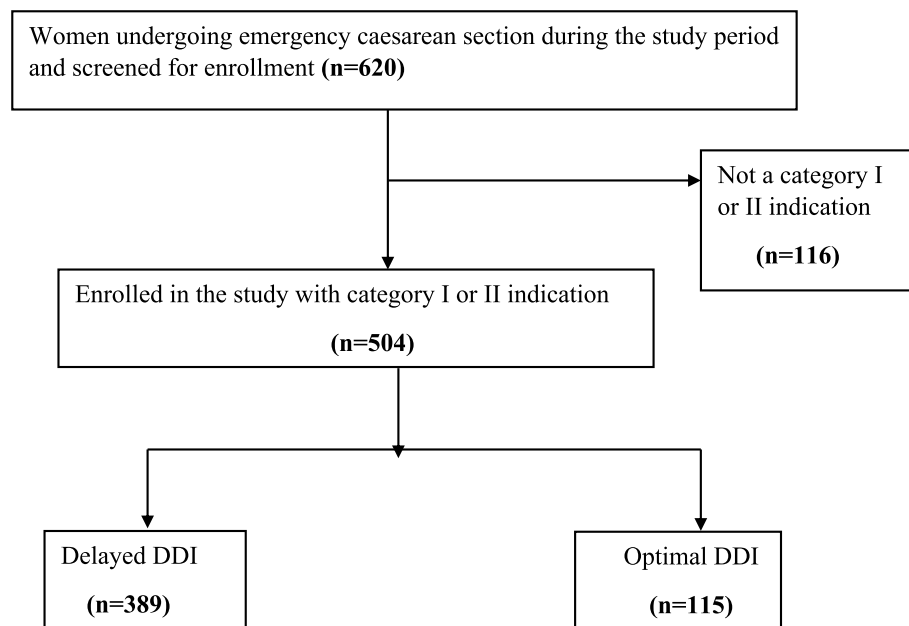 Women undergoing emergency caesarean section during the study period
and screened for enrollment (n=620)
Not a category I
or II indication
(n=116)
Enrolled in the study with category I or II indication
(n=504)
Delayed DDI
(n=389)
Optimal DDI
(n=115)